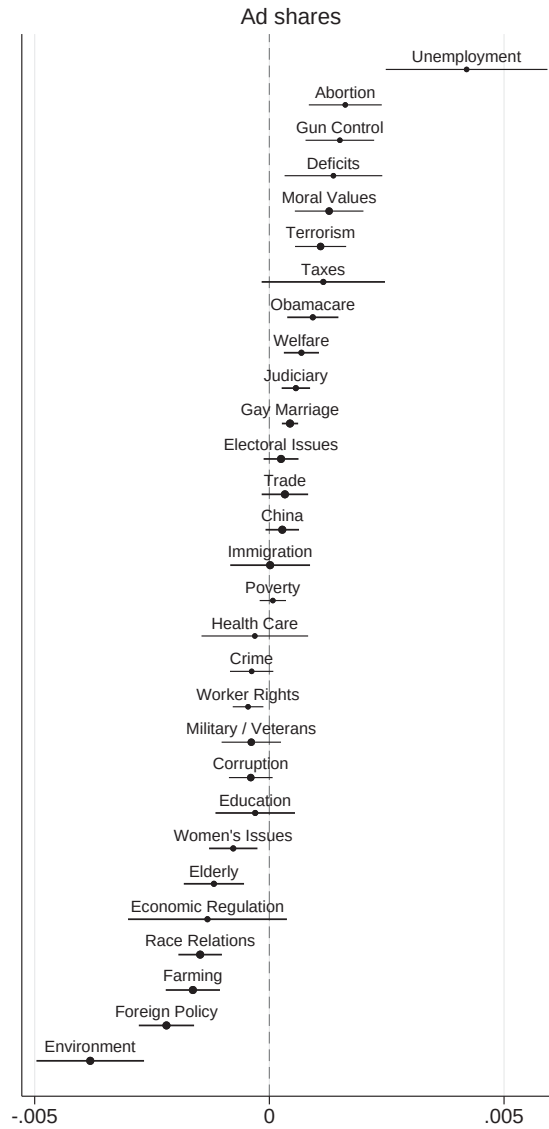 Ad shares
Unemployment
Abortion
Gun Control
Deficits
Moral Values
Terrorism
Taxes
Obamacare
Welfare
Judiciary
Gay Marriage
Electoral Issues
Trade
China
Immigration
Poverty
Health Care
Crime
Worker Rights
Military / Veterans
Corruption
Education
Women's Issues
Elderly
Economic Regulation
Race Relations
Farming
Foreign Policy
Environment
-.005 0 .005